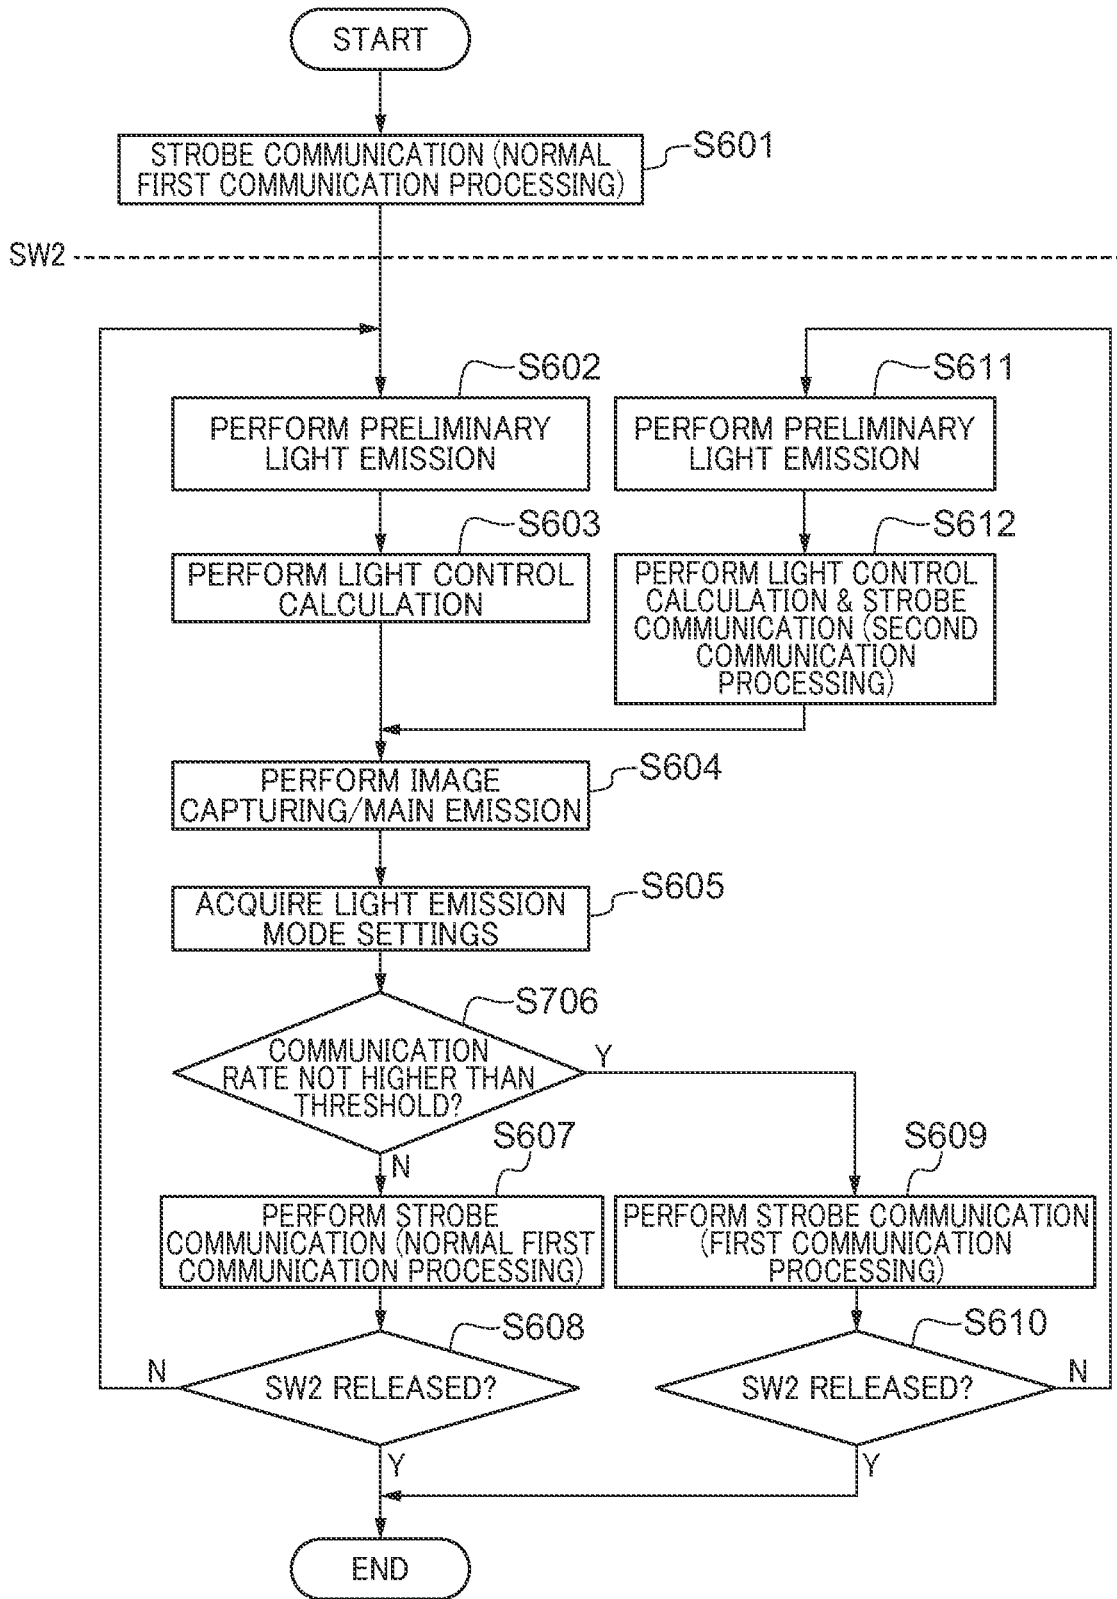 START
STROBE COMMUNICATION (NORMAL
FIRST COMMUNICATION PROCESSING)
S601
SW2
S602
PERFORM PRELIMINARY
LIGHT EMISSION
S611
PERFORM PRELIMINARY
LIGHT EMISSION
S603
PERFORM LIGHT CONTROL
CALCULATION
S612
PERFORM LIGHT CONTROL
CALCULATION & STROBE
COMMUNICATION (SECOND
COMMUNICATION
PROCESSING)
S604
PERFORM IMAGE
CAPTURING/MAIN EMISSION
S605
ACQUIRE LIGHT EMISSION
MODE SETTINGS
S706
COMMUNICATION
RATE NOT HIGHER THAN
THRESHOLD?
Y
N
S607
PERFORM STROBE
COMMUNICATION (NORMAL FIRST
COMMUNICATION PROCESSING)
S609
PERFORM STROBE COMMUNICATION
(FIRST COMMUNICATION
PROCESSING)
S608
N
SW2 RELEASED?
Y
S610
SW2 RELEASED?
N
Y
END